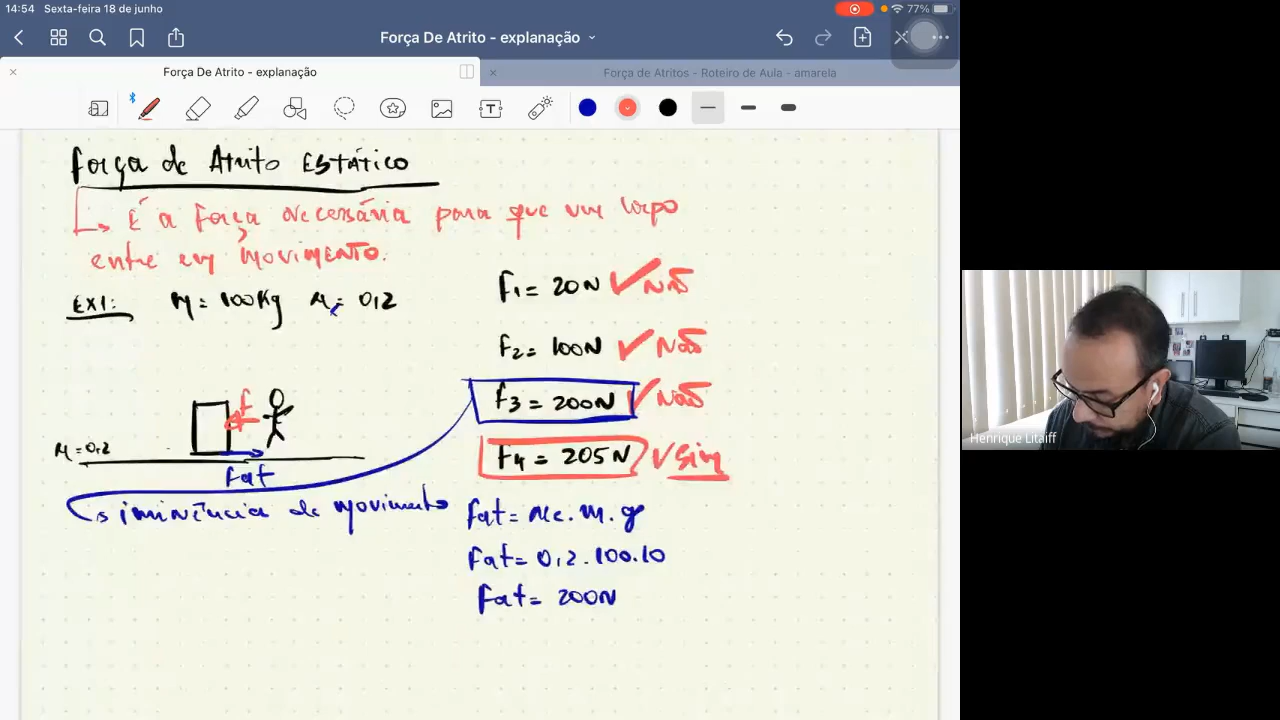 14:54 Sexta-feira 18 de junho
77%
Força De Atrito - explanação
Força De Atrito - explanação
Força de Atritos - Roteiro de Aula - amarela
Força de Atrito Estático
É a força necessária para que um corpo
entre em movimento.
Ex1: M = 100kg μ = 0,2
F1 = 20N Não
F2 = 100N Não
F3 = 200N Não
F4 = 205N Sim
F
μ = 0,2
Fat
iminência de movimento
Fat = μe.m.g
Fat = 0,2.100.10
Fat = 200N
Henrique Litaiff